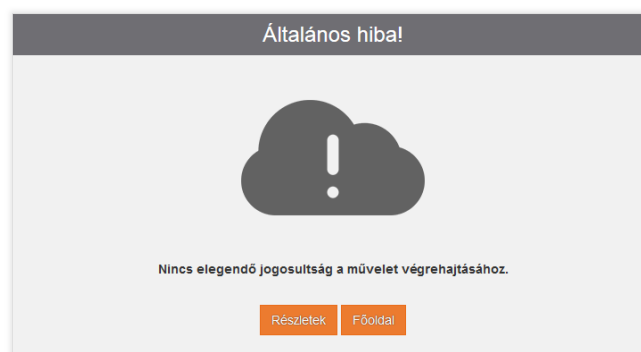 Általános hiba!
Nincs elegendő jogosultság a művelet végrehajtásához.
Részletek Főoldal